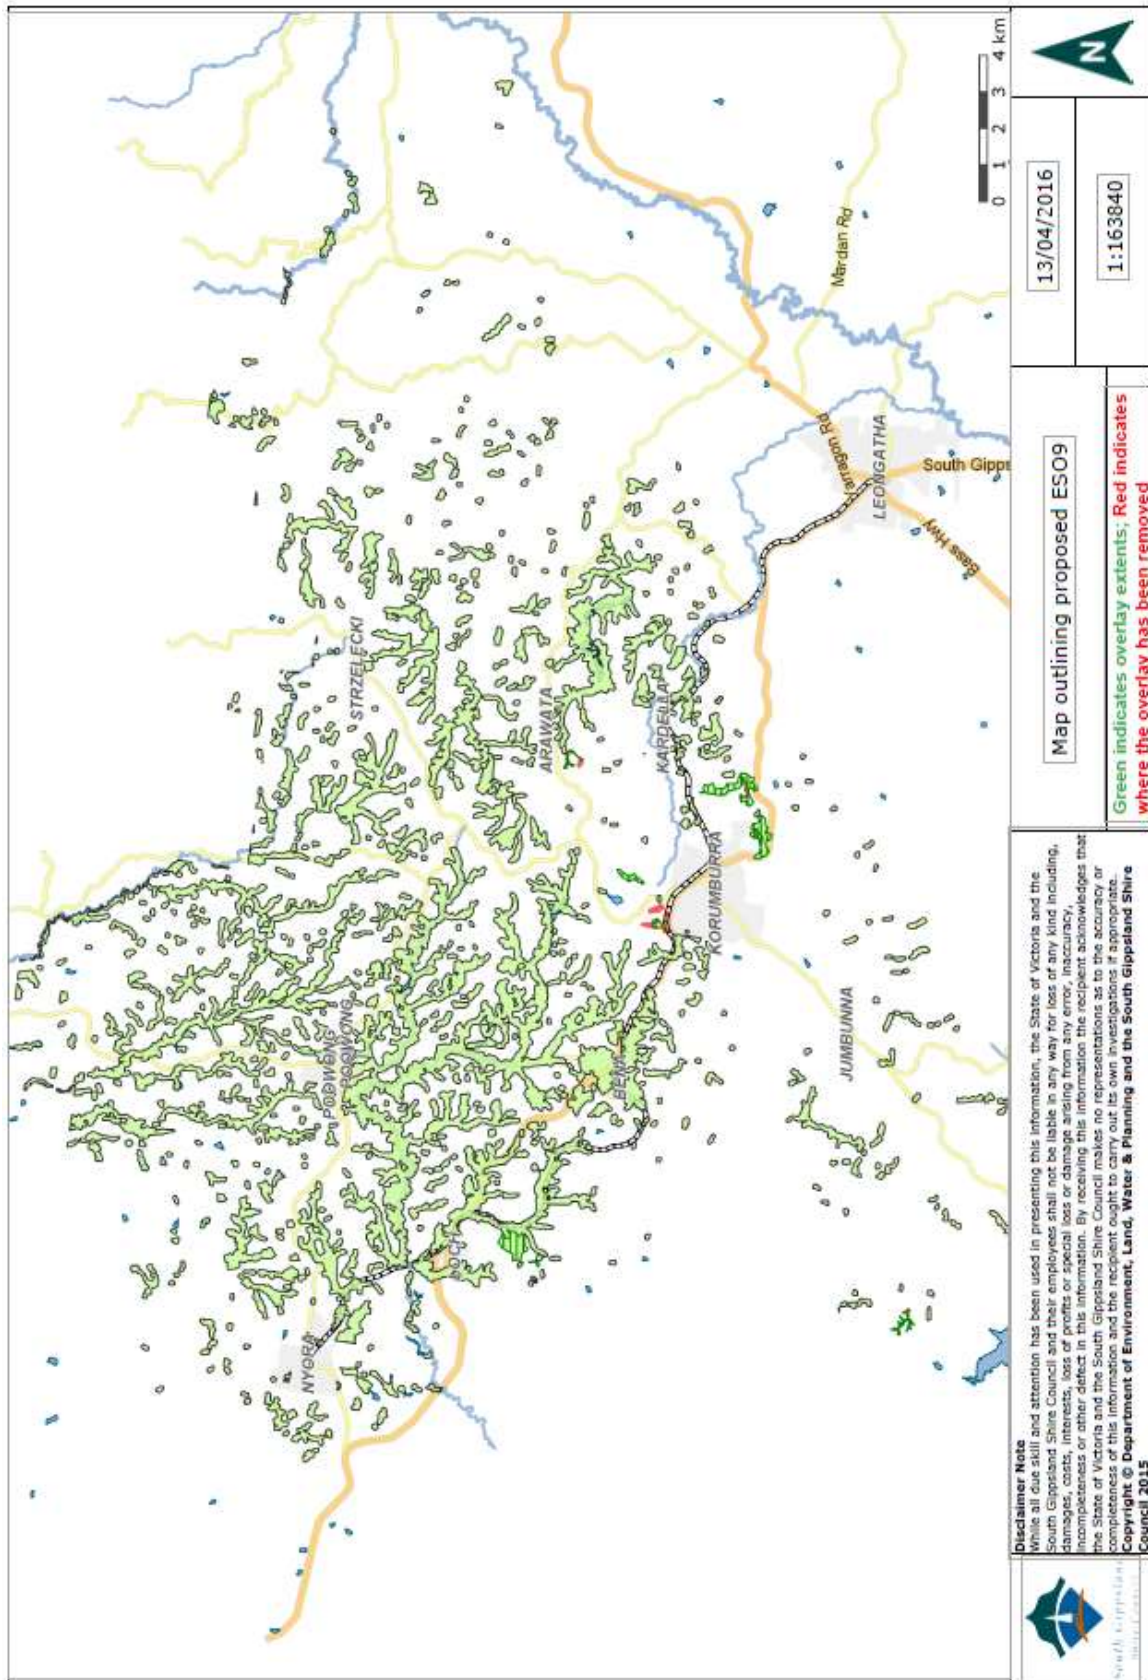 STRZELECKI
NYORA
POOWONG
POOWONG
LOCH
ARAWATA
KARDELLA
BENA
KORUMBURRA
JUMBUNNA
LEONGATHA
Mardan Rd
South Gipps
Bass Hwy
0 1 2 3 4 km
Disclaimer Note
While all due skill and attention has been used in presenting this information, the State of Victoria and the
South Gippsland Shire Council and their employees shall not be liable in any way for loss of any kind including,
damages, costs, interests, loss of profits or special loss or damage arising from any error, inaccuracy,
incompleteness or other defect in this information. By receiving this information the recipient acknowledges that
the State of Victoria and the South Gippsland Shire Council makes no representations as to the accuracy or
completeness of this information and the recipient ought to carry out its own investigations if appropriate.
Copyright © Department of Environment, Land, Water & Planning and the South Gippsland Shire
Council 2015
Map outlining proposed ESO9
Green indicates overlay extents; Red indicates
where the overlay has been removed
13/04/2016
1:163840
N
South Gippsland
Shire Council